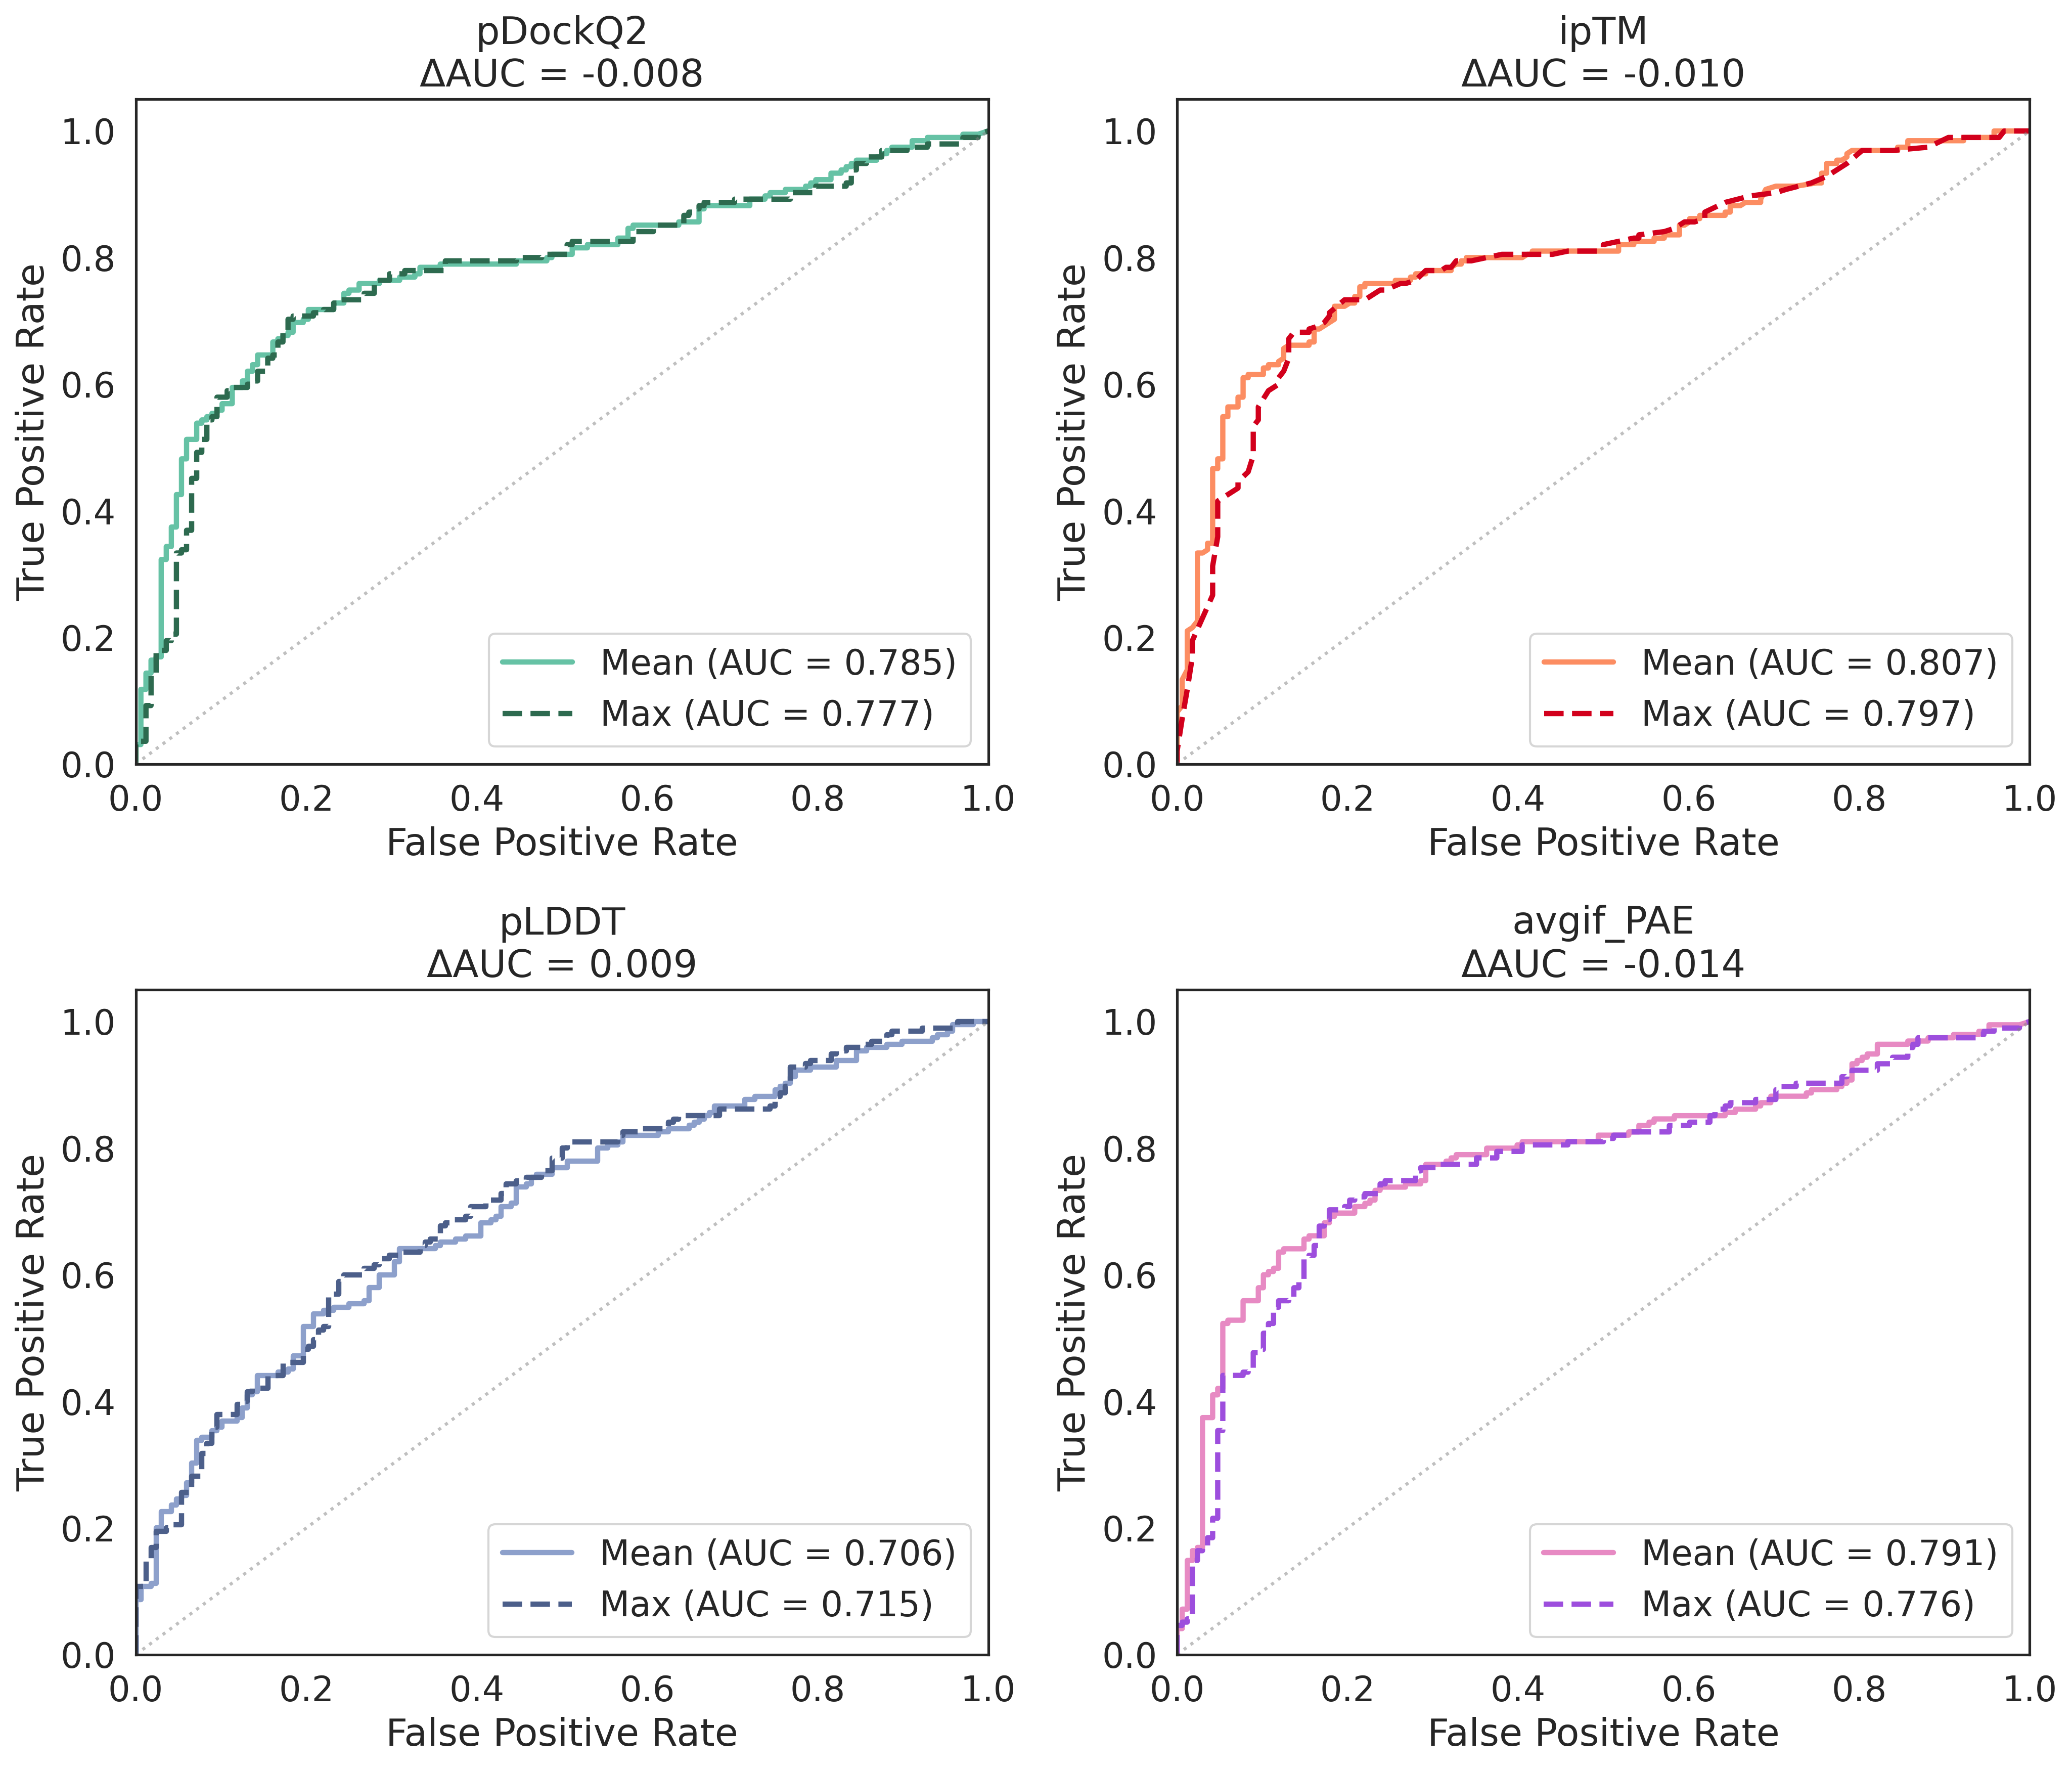 pDockQ2
ΔAUC = -0.008
1.0
0.8
0.6
0.4
0.2
0.0
True Positive Rate
Mean (AUC = 0.785)
Max (AUC = 0.777)
0.0 0.2 0.4 0.6 0.8 1.0
False Positive Rate
ipTM
ΔAUC = -0.010
1.0
0.8
0.6
0.4
0.2
0.0
True Positive Rate
Mean (AUC = 0.807)
Max (AUC = 0.797)
0.0 0.2 0.4 0.6 0.8 1.0
False Positive Rate
pLDDT
ΔAUC = 0.009
1.0
0.8
0.6
0.4
0.2
0.0
True Positive Rate
Mean (AUC = 0.706)
Max (AUC = 0.715)
0.0 0.2 0.4 0.6 0.8 1.0
False Positive Rate
avgif_PAE
ΔAUC = -0.014
1.0
0.8
0.6
0.4
0.2
0.0
True Positive Rate
Mean (AUC = 0.791)
Max (AUC = 0.776)
0.0 0.2 0.4 0.6 0.8 1.0
False Positive Rate